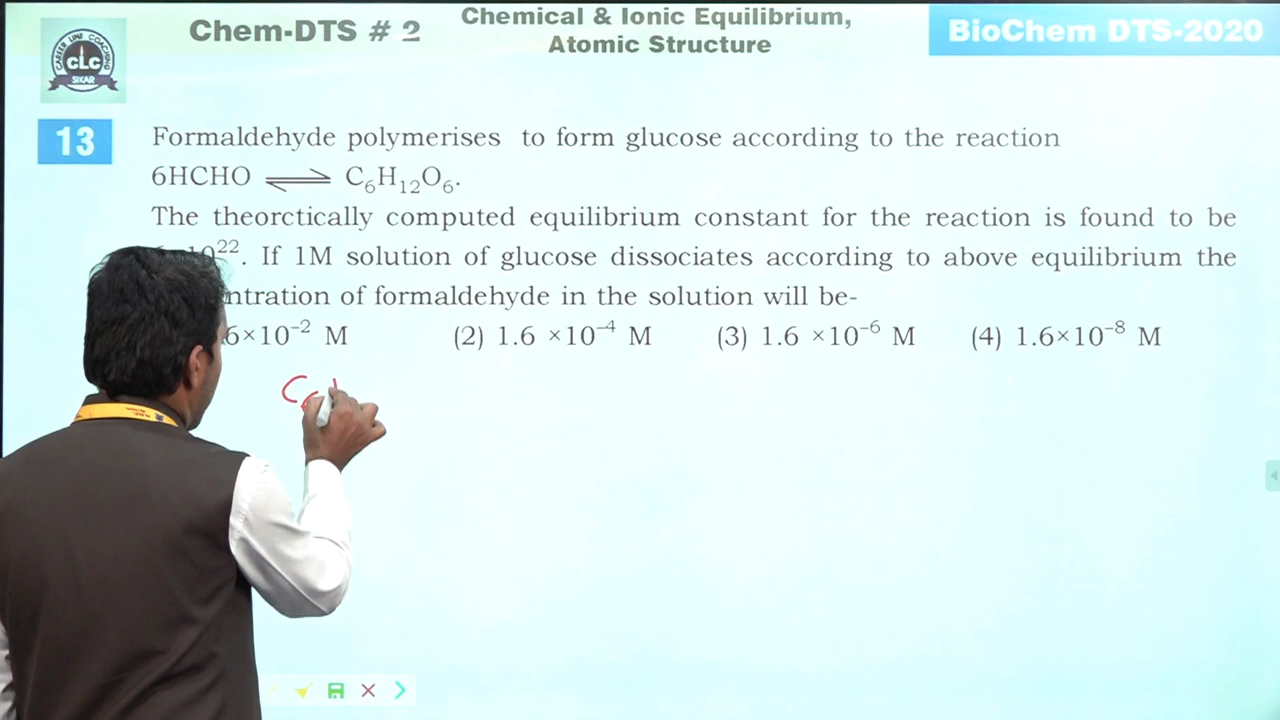 Chem-DTS # 2
Chemical & Ionic Equilibrium,
Atomic Structure
BioChem DTS-2020
CAREER LINE COACHING
CLC
SIKAR
13
Formaldehyde polymerises to form glucose according to the reaction
6HCHO ⇌ C₆H₁₂O₆.
The theorctically computed equilibrium constant for the reaction is found to be
²². If 1M solution of glucose dissociates according to above equilibrium the
ntration of formaldehyde in the solution will be-
6×10⁻² M (2) 1.6 ×10⁻⁴ M (3) 1.6 ×10⁻⁶ M (4) 1.6×10⁻⁸ M
C₆